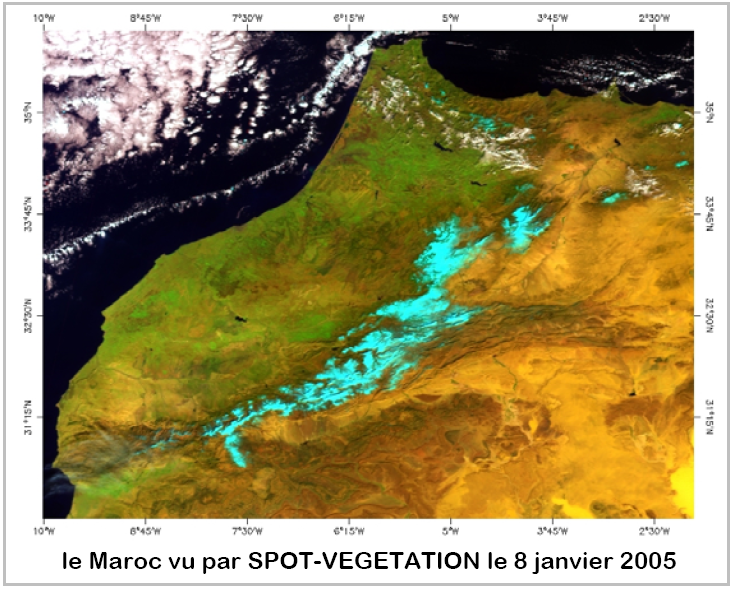 10°W 8°45'W 7°30'W 6°15'W 5°W 3°45'W 2°30'W
35°N 35°N
33°45'N 33°45'N
32°30'N 32°30'N
31°15'N 31°15'N
10°W 8°45'W 7°30'W 6°15'W 5°W 3°45'W 2°30'W
le Maroc vu par SPOT-VEGETATION le 8 janvier 2005